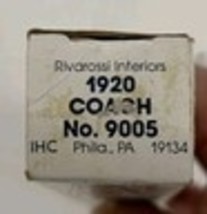 Rivarossi Interiors
1920
COACH
No. 9005
IHC Phila., PA 19134